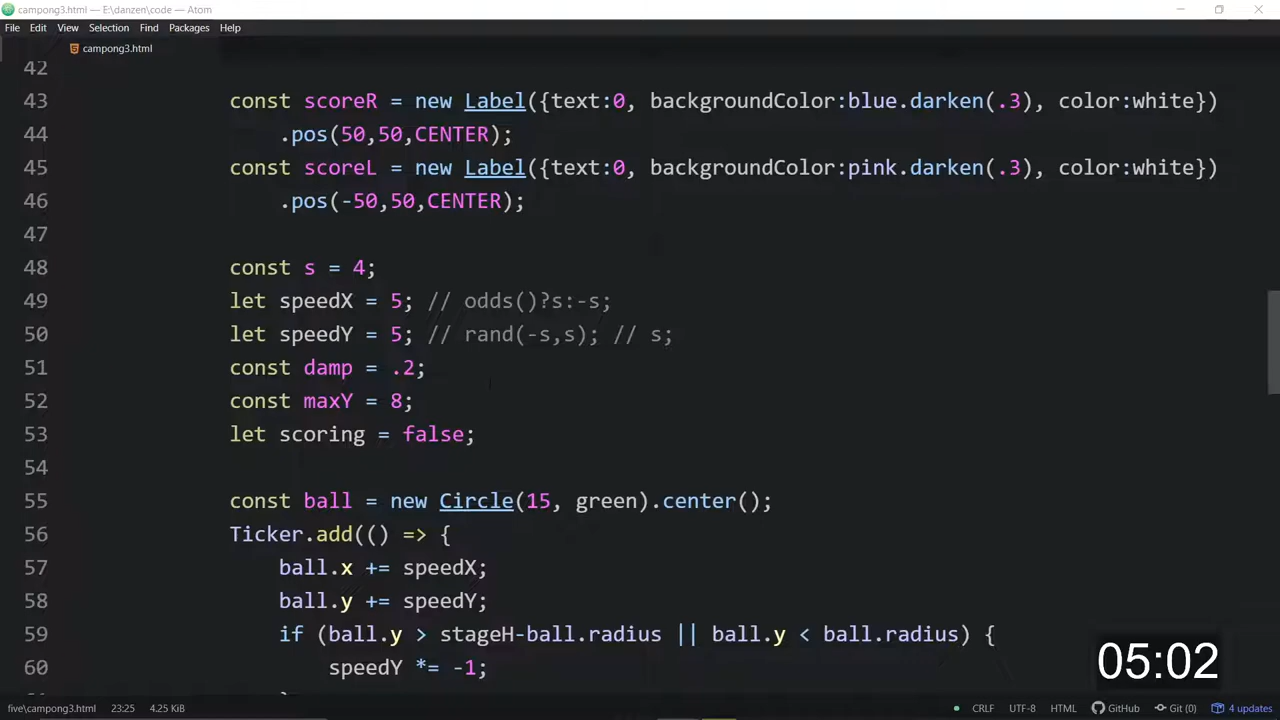 campong3.html — E:\danzen\code — Atom
File Edit View Selection Find Packages Help
campong3.html
42
43 const scoreR = new Label({text:0, backgroundColor:blue.darken(.3), color:white})
44 .pos(50,50,CENTER);
45 const scoreL = new Label({text:0, backgroundColor:pink.darken(.3), color:white})
46 .pos(-50,50,CENTER);
47
48 const s = 4;
49 let speedX = 5; // odds()?s:-s;
50 let speedY = 5; // rand(-s,s); // s;
51 const damp = .2;
52 const maxY = 8;
53 let scoring = false;
54
55 const ball = new Circle(15, green).center();
56 Ticker.add(() => {
57 ball.x += speedX;
58 ball.y += speedY;
59 if (ball.y > stageH-ball.radius || ball.y < ball.radius) {
60 speedY *= -1;
05:02
five\campong3.html 23:25 4.25 KiB CRLF UTF-8 HTML GitHub Git (0) 4 updates